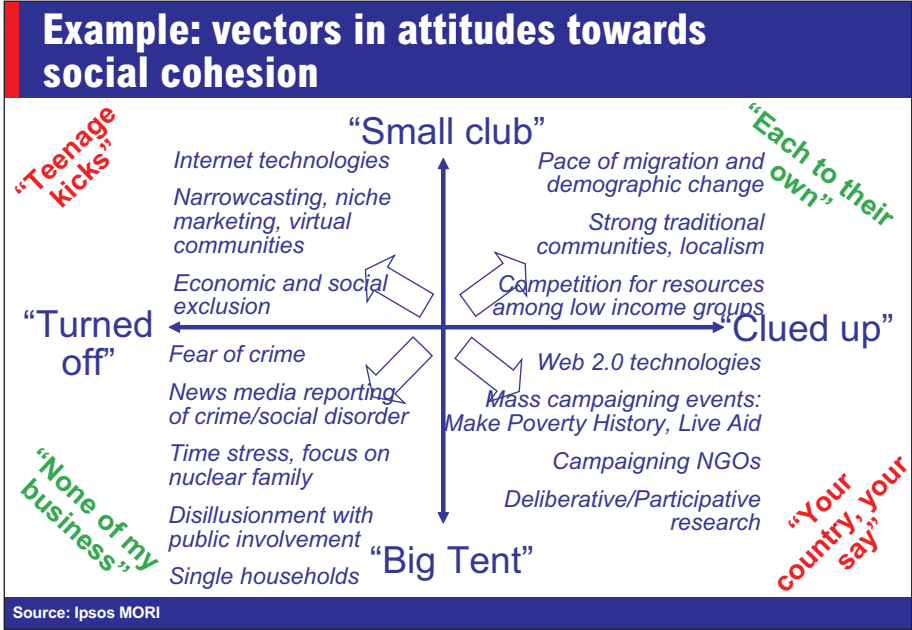 Example: vectors in attitudes towards
social cohesion
“Teenage
kicks”
“Small club”
“Each to their
own”
Internet technologies
Narrowcasting, niche
marketing, virtual
communities
Economic and social
exclusion
Pace of migration and
demographic change
Strong traditional
communities, localism
Competition for resources
among low income groups
“Turned
off”
“Clued up”
Fear of crime
News media reporting
of crime/social disorder
Time stress, focus on
nuclear family
Disillusionment with
public involvement
Single households
Web 2.0 technologies
Mass campaigning events:
Make Poverty History, Live Aid
Campaigning NGOs
Deliberative/Participative
research
“None of my
business”
“Big Tent”
“Your
country, your
say”
Source: Ipsos MORI